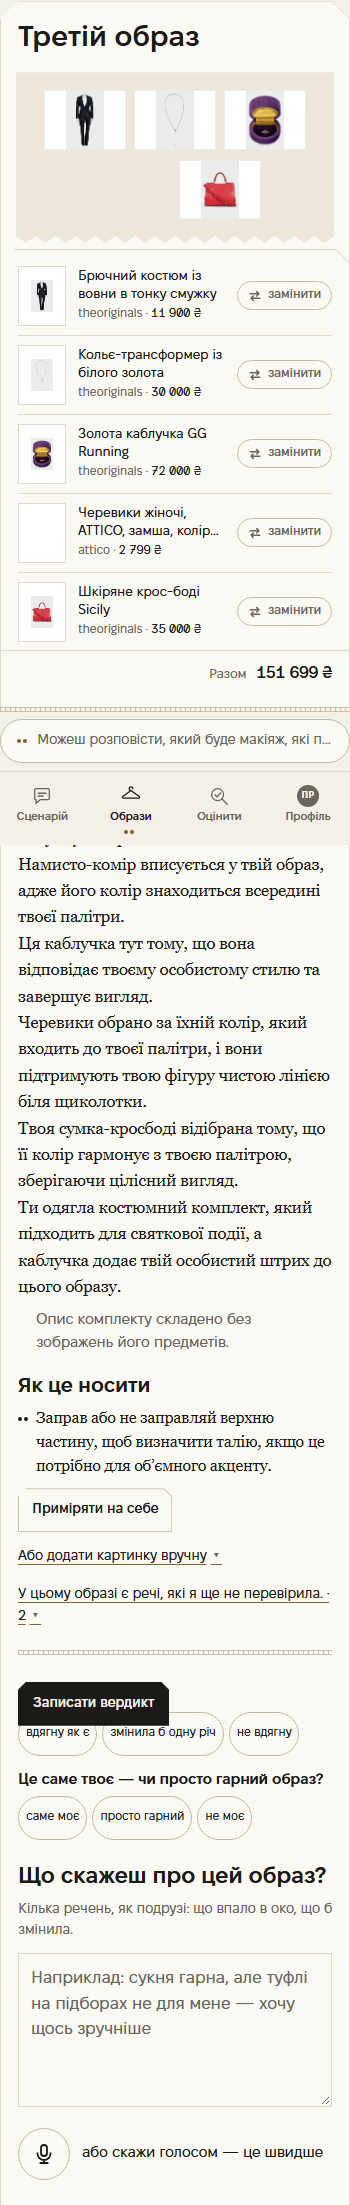 Третій образ
Брючний костюм із
вовни в тонку смужку
theoriginals · 11 900 ₴
замінити
Кольє-трансформер із
білого золота
theoriginals · 30 000 ₴
замінити
Золота каблучка GG
Running
theoriginals · 72 000 ₴
замінити
Черевики жіночі,
ATTICO, замша, колір...
attico · 2 799 ₴
замінити
Шкіряне крос-боді
Sicily
theoriginals · 35 000 ₴
замінити
Разом 151 699 ₴
Можеш розповісти, який буде макіяж, які п...
ПР
Сценарій Образи Оцінити Профіль
Намисто-комір вписується у твій образ,
адже його колір знаходиться всередині
твоєї палітри.
Ця каблучка тут тому, що вона
відповідає твоєму особистому стилю та
завершує вигляд.
Черевики обрано за їхній колір, який
входить до твоєї палітри, і вони
підтримують твою фігуру чистою лінією
біля щиколотки.
Твоя сумка-кросбоді відібрана тому, що
її колір гармонує з твоєю палітрою,
зберігаючи цілісний вигляд.
Ти одягла костюмний комплект, який
підходить для святкової події, а
каблучка додає твій особистий штрих до
цього образу.
Опис комплекту складено без
зображень його предметів.
Як це носити
Заправ або не заправляй верхню
частину, щоб визначити талію, якщо це
потрібно для об’ємного акценту.
Приміряти на себе
Або додати картинку вручну
У цьому образі є речі, які я ще не перевірила. ·
2
Записати вердикт
вдягну як є змінила б одну річ не вдягну
Це саме твоє — чи просто гарний образ?
саме моє просто гарний не моє
Що скажеш про цей образ?
Кілька речень, як подрузі: що впало в око, що б
змінила.
Наприклад: сукня гарна, але туфлі
на підборах не для мене — хочу
щось зручніше
або скажи голосом — це швидше